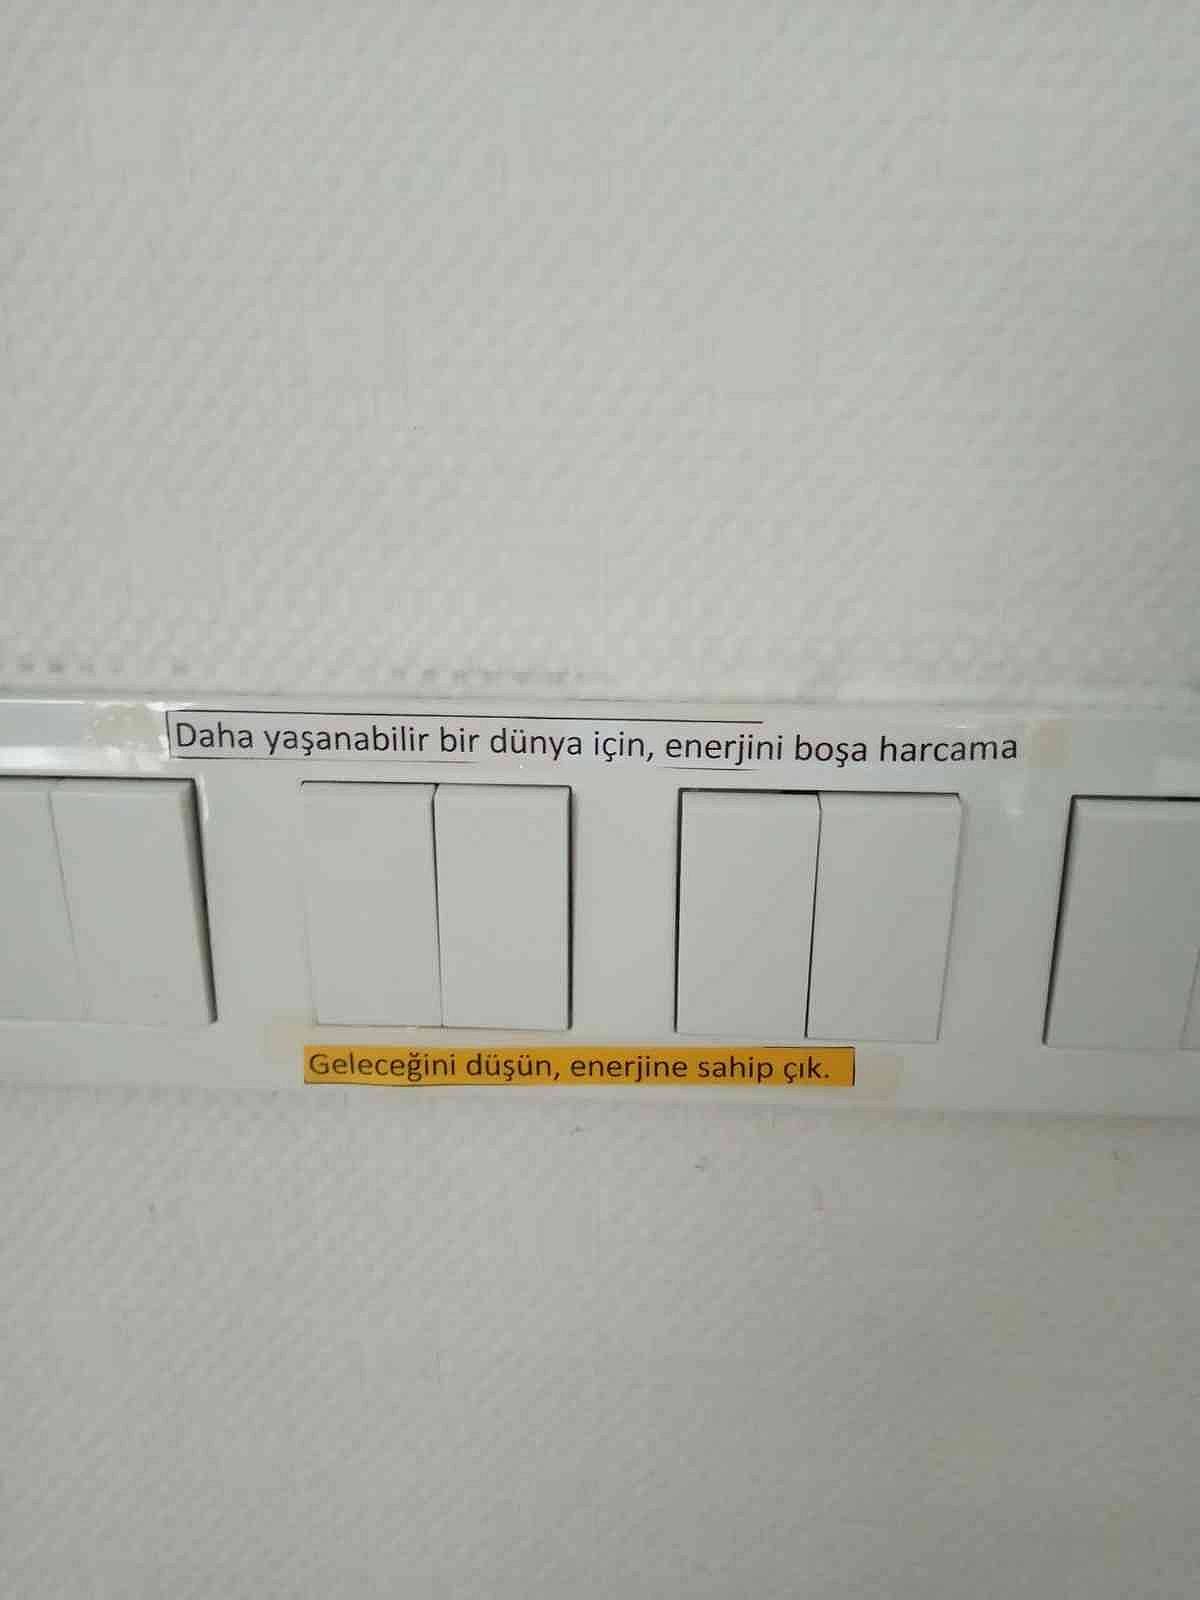 Daha yaşanabilir bir dünya için, enerjini boşa harcama
Geleceğini düşün, enerjine sahip çık.